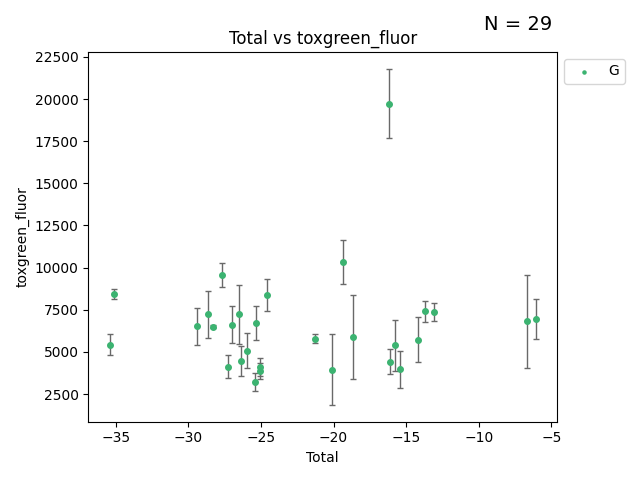 N = 29
Total vs toxgreen_fluor
G
22500
20000
17500
15000
12500
10000
7500
5000
2500
toxgreen_fluor
−35 −30 −25 −20 −15 −10 −5
Total